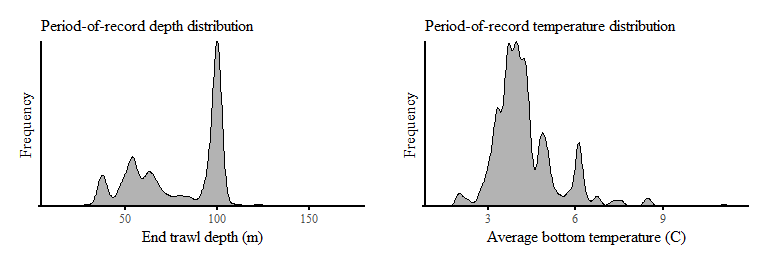 Period-of-record depth distribution
Frequency
50 100 150
End trawl depth (m)
Period-of-record temperature distribution
Frequency
3 6 9
Average bottom temperature (C)